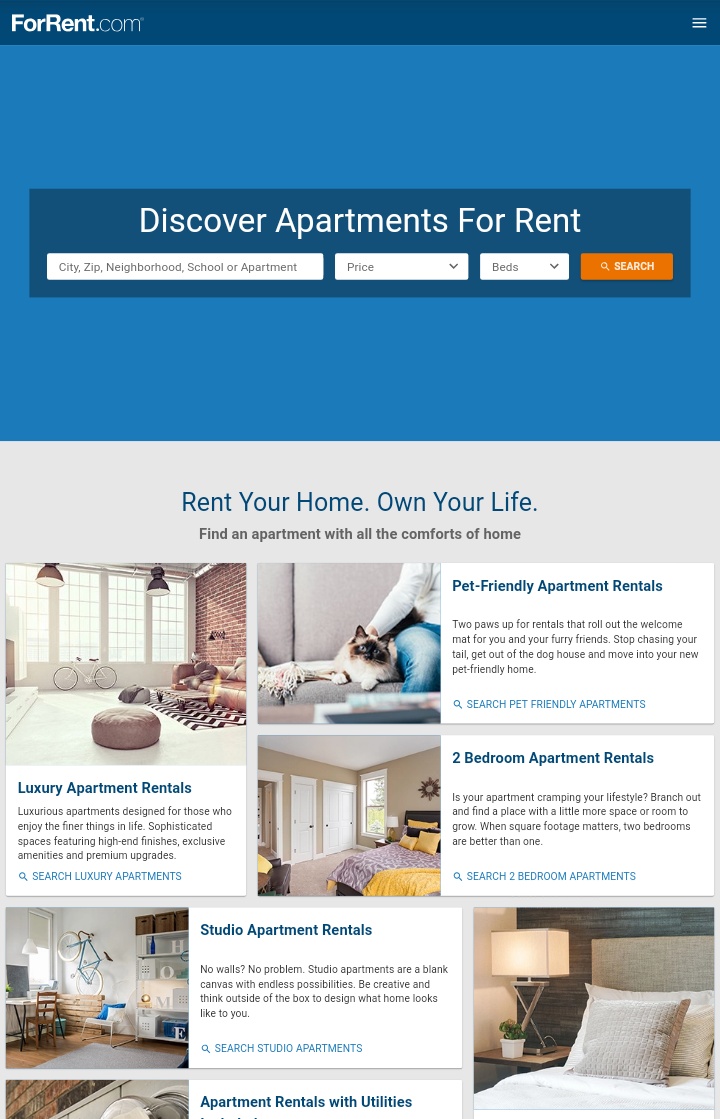 ForRent.com
Discover Apartments For Rent
City, Zip, Neighborhood, School or Apartment
Price
Beds
SEARCH
Rent Your Home. Own Your Life.
Find an apartment with all the comforts of home
Luxury Apartment Rentals
Luxurious apartments designed for those who
enjoy the finer things in life. Sophisticated
spaces featuring high-end finishes, exclusive
amenities and premium upgrades.
SEARCH LUXURY APARTMENTS
Pet-Friendly Apartment Rentals
Two paws up for rentals that roll out the welcome
mat for you and your furry friends. Stop chasing your
tail, get out of the dog house and move into your new
pet-friendly home.
SEARCH PET FRIENDLY APARTMENTS
2 Bedroom Apartment Rentals
Is your apartment cramping your lifestyle? Branch out
and find a place with a little more space or room to
grow. When square footage matters, two bedrooms
are better than one.
SEARCH 2 BEDROOM APARTMENTS
Studio Apartment Rentals
No walls? No problem. Studio apartments are a blank
canvas with endless possibilities. Be creative and
think outside of the box to design what home looks
like to you.
SEARCH STUDIO APARTMENTS
Apartment Rentals with Utilities